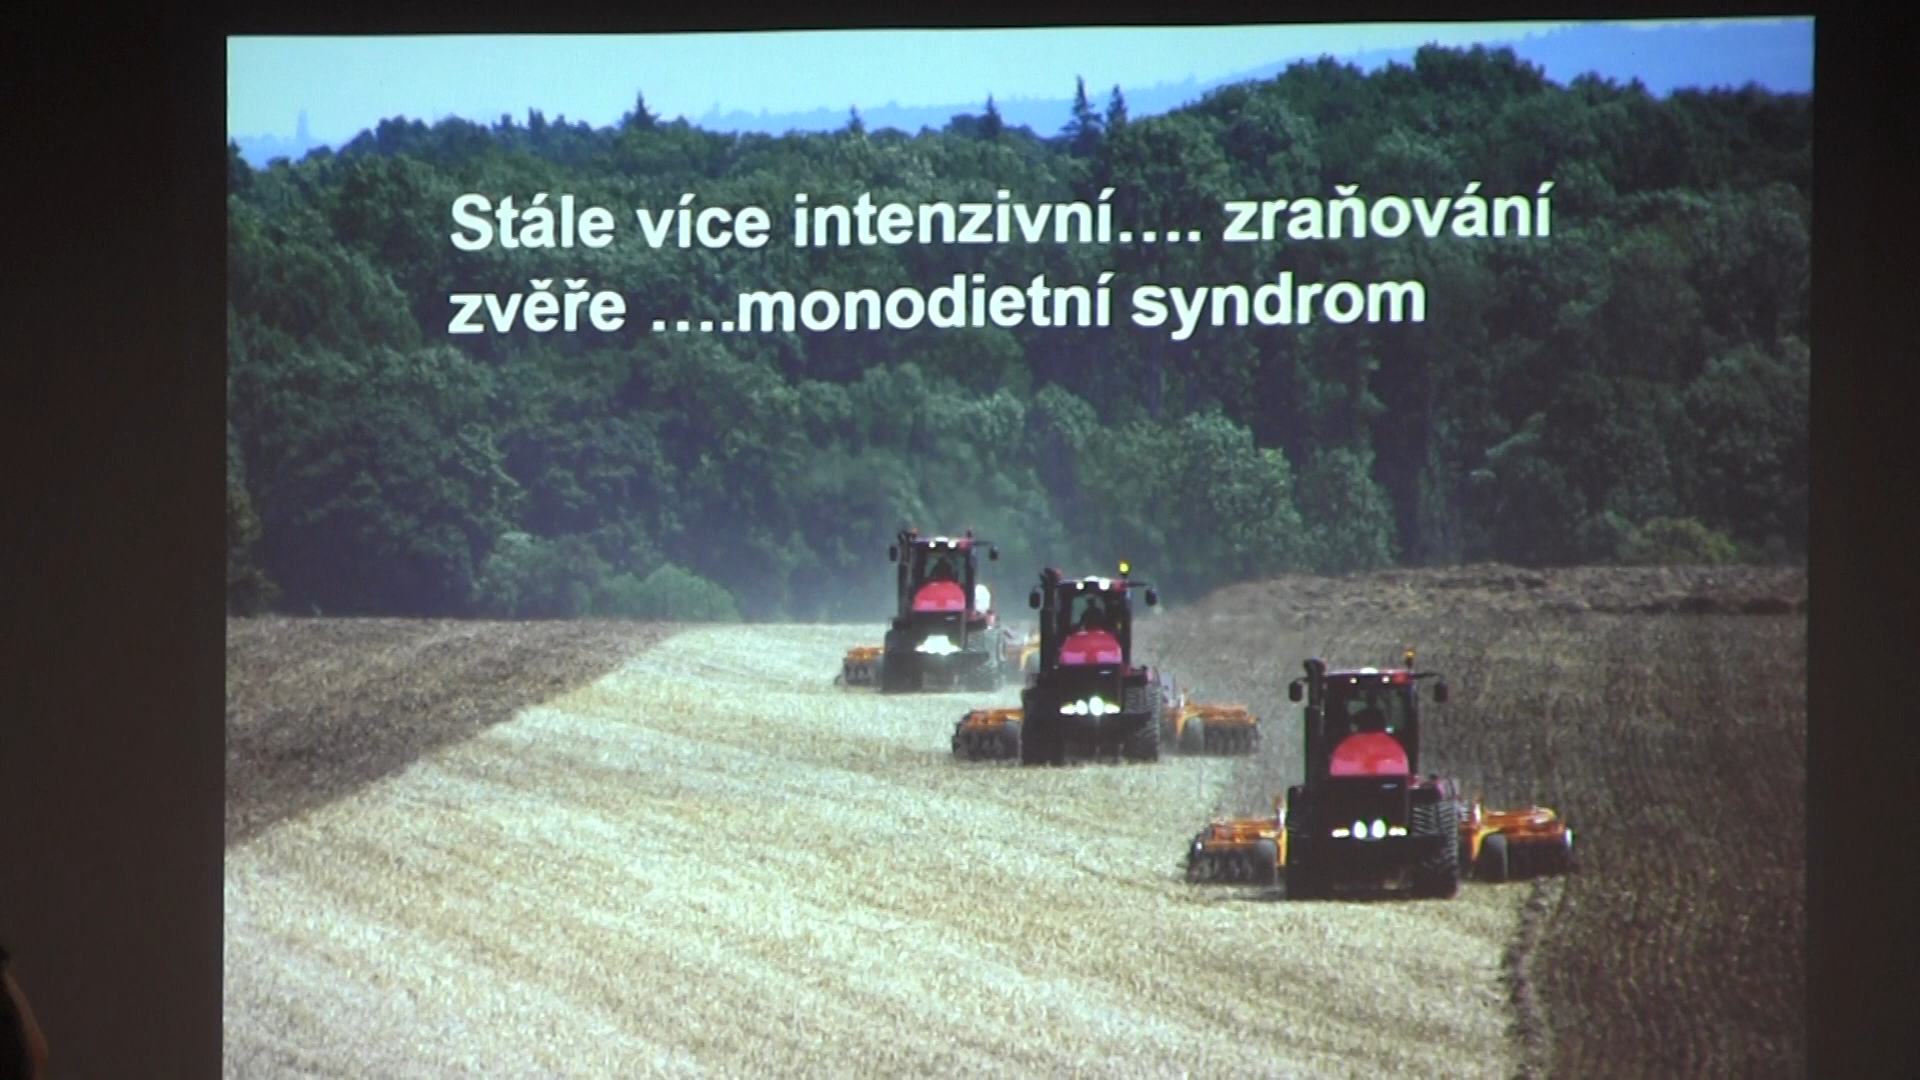 Stále více intenzivní…. zraňování
zvěře ….monodietní syndrom